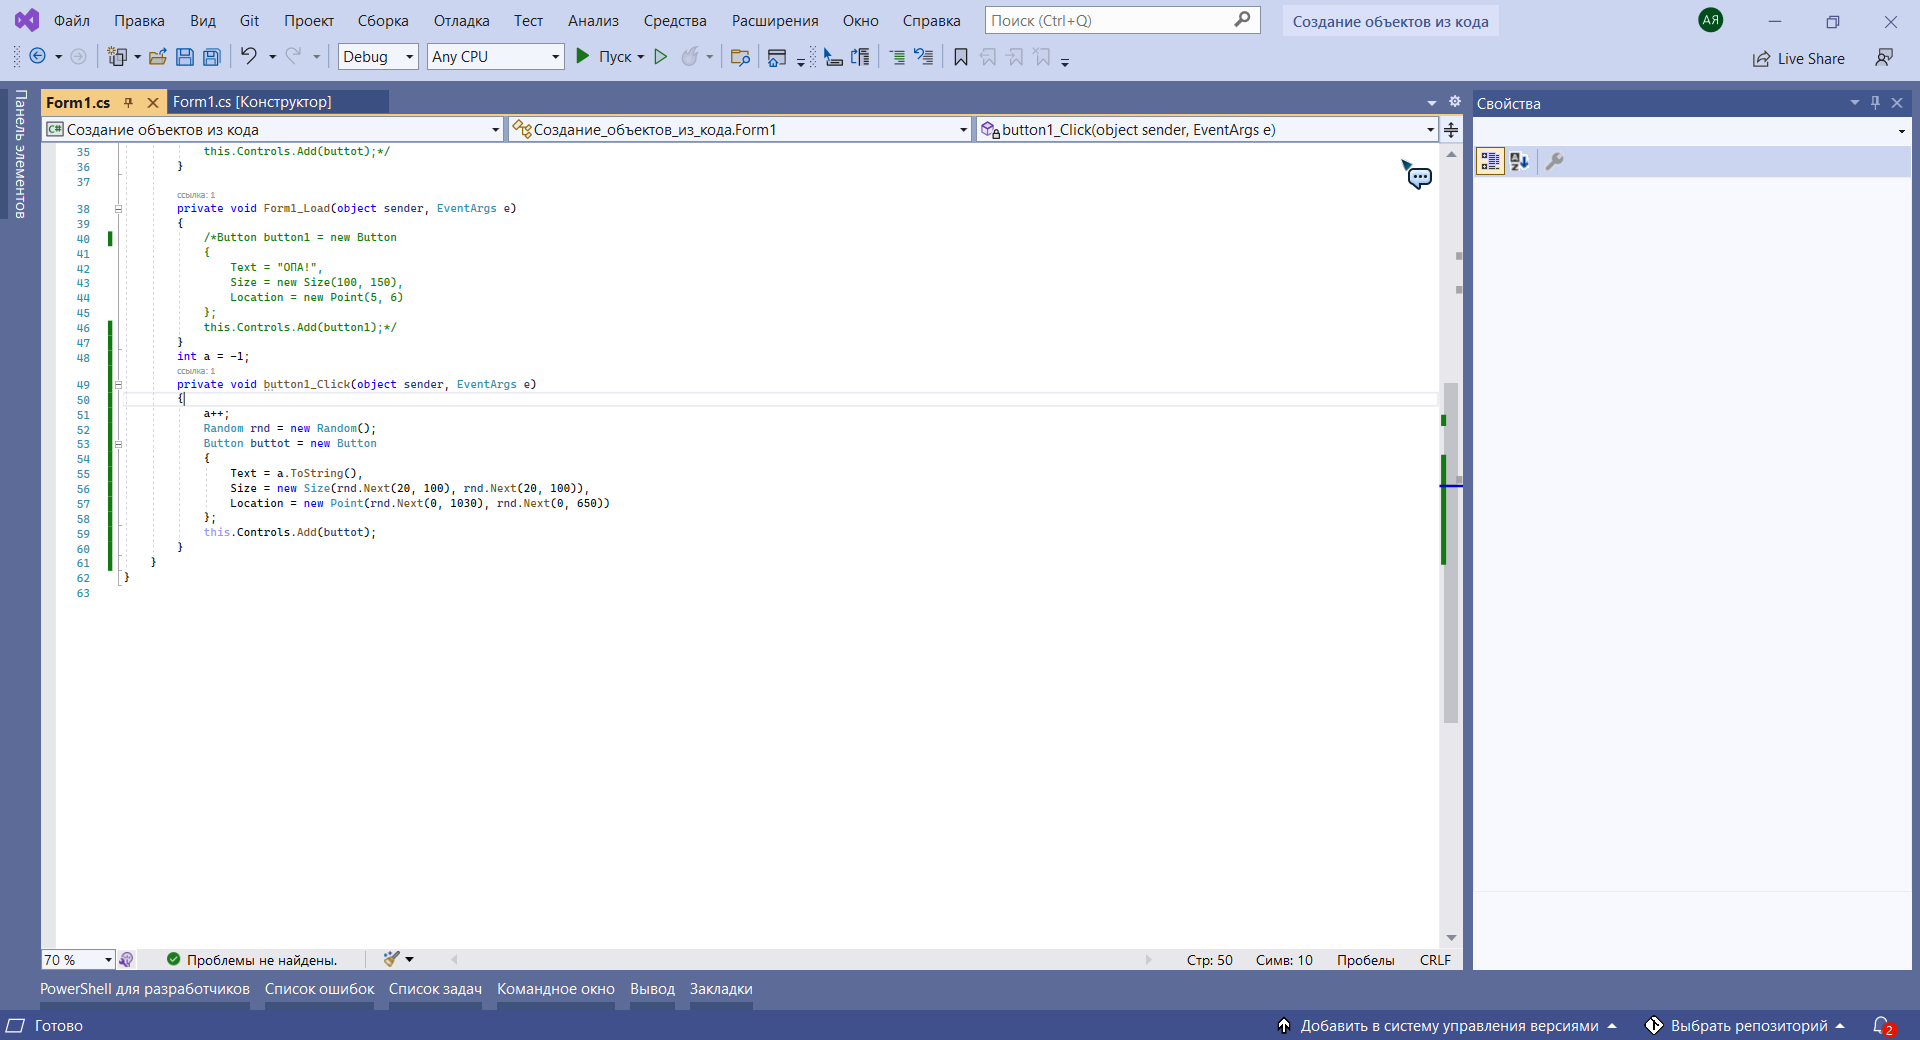 Файл Правка Вид Git Проект Сборка Отладка Тест Анализ Средства Расширения Окно Справка Поиск (Ctrl+Q) Создание объектов из кода АЯ
Debug Any CPU Пуск Live Share
Панель элементов
Form1.cs Form1.cs [Конструктор]
Свойства
C# Создание объектов из кода Создание_объектов_из_кода.Form1 button1_Click(object sender, EventArgs e)
35 this.Controls.Add(buttot);*/
36 }
37
ссылка: 1
38 private void Form1_Load(object sender, EventArgs e)
39 {
40 /*Button button1 = new Button
41 {
42 Text = "ОПА!",
43 Size = new Size(100, 150),
44 Location = new Point(5, 6)
45 };
46 this.Controls.Add(button1);*/
47 }
48 int a = -1;
ссылка: 1
49 private void button1_Click(object sender, EventArgs e)
50 {
51 a++;
52 Random rnd = new Random();
53 Button buttot = new Button
54 {
55 Text = a.ToString(),
56 Size = new Size(rnd.Next(20, 100), rnd.Next(20, 100)),
57 Location = new Point(rnd.Next(0, 1030), rnd.Next(0, 650))
58 };
59 this.Controls.Add(buttot);
60 }
61 }
62 }
63
70 % Проблемы не найдены. Стр: 50 Симв: 10 Пробелы CRLF
PowerShell для разработчиков Список ошибок Список задач Командное окно Вывод Закладки
Готово Добавить в систему управления версиями Выбрать репозиторий 2